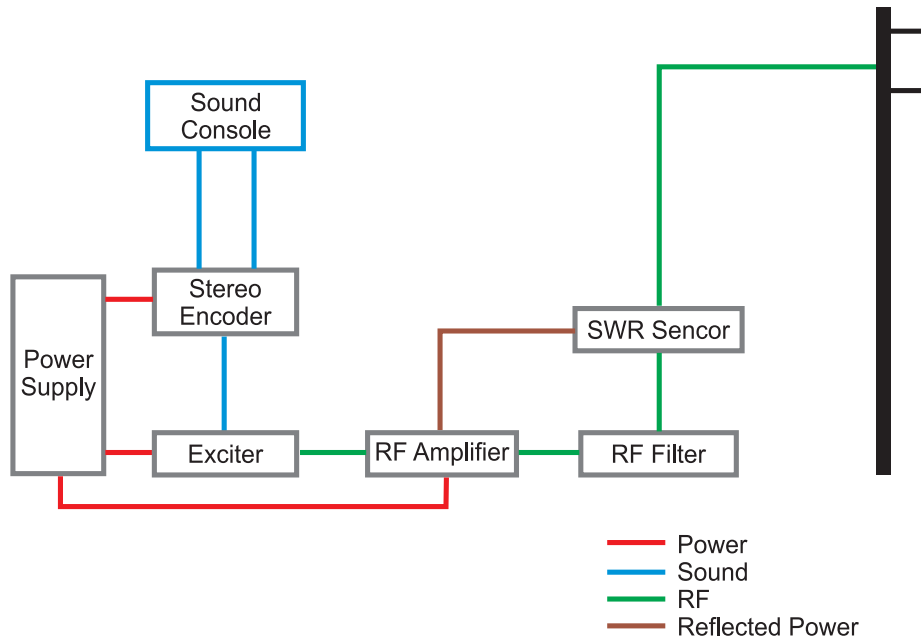 Sound
Console
Stereo
Encoder
SWR Sencor
Power
Supply
Exciter
RF Amplifier
RF Filter
Power
Sound
RF
Reflected Power